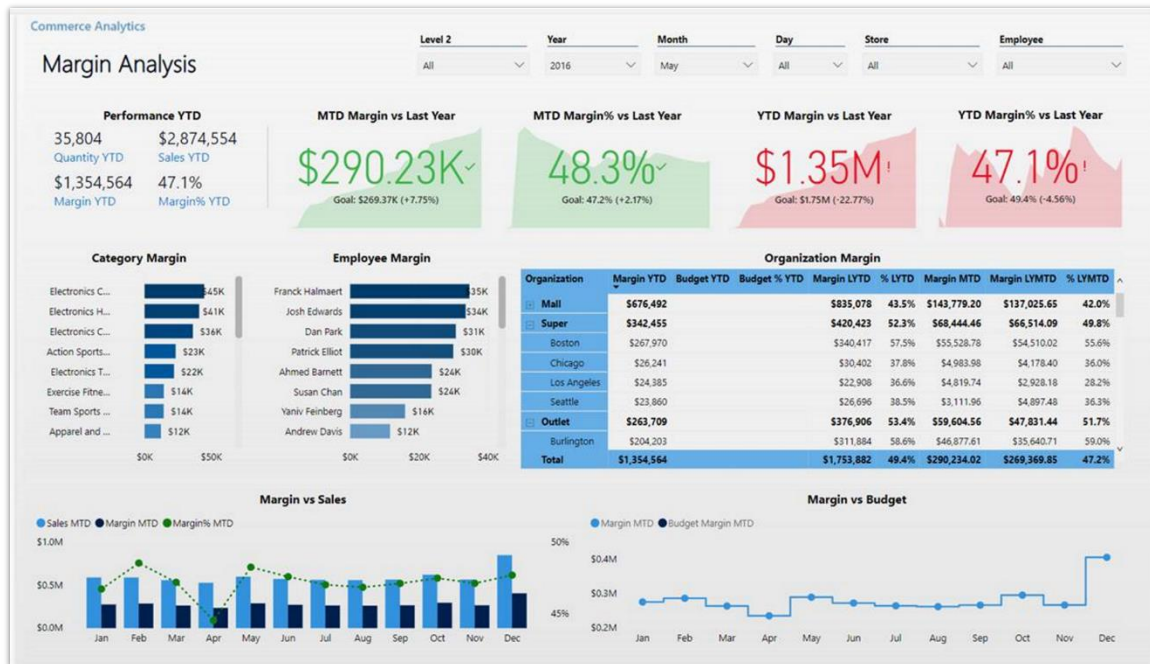 Commerce Analytics
Margin Analysis
Level 2 Year Month Day Store Employee
All 2016 May All All All
Performance YTD
35,804 $2,874,554
Quantity YTD Sales YTD
$1,354,564 47.1%
Margin YTD Margin% YTD
MTD Margin vs Last Year
$290.23K
Goal: $269.37K (+7.75%)
MTD Margin% vs Last Year
48.3%
Goal: 47.2% (+2.17%)
YTD Margin vs Last Year
$1.35M!
Goal: $1.75M (-22.77%)
YTD Margin% vs Last Year
47.1%!
Goal: 49.4% (-4.56%)
Category Margin
Electronics C... $45K
Electronics H... $41K
Electronics C... $36K
Action Sports... $23K
Electronics T... $22K
Exercise Fitne... $14K
Team Sports ... $14K
Apparel and ... $12K
$0K $50K
Employee Margin
Franck Halmaert $35K
Josh Edwards $34K
Dan Park $31K
Patrick Elliot $30K
Ahmed Barnett $24K
Susan Chan $24K
Yaniv Feinberg $16K
Andrew Davis $12K
$0K $20K $40K
Organization Margin
Organization Margin YTD Budget YTD Budget % YTD Margin LYTD % LYTD Margin MTD Margin LYMTD % LYMTD
Mall $676,492 $835,078 43.5% $143,779.20 $137,025.65 42.0%
Super $342,455 $420,423 52.3% $68,444.46 $66,514.09 49.8%
Boston $267,970 $340,417 57.5% $55,528.78 $54,510.02 55.6%
Chicago $26,241 $30,402 37.8% $4,983.98 $4,178.40 36.0%
Los Angeles $24,385 $22,908 36.6% $4,819.74 $2,928.18 28.2%
Seattle $23,860 $26,696 38.5% $3,111.96 $4,897.48 36.3%
Outlet $263,709 $376,906 53.4% $59,604.56 $47,831.44 51.7%
Burlington $204,203 $311,884 58.6% $46,877.61 $35,640.71 59.0%
Total $1,354,564 $1,753,882 49.4% $290,234.02 $269,369.85 47.2%
Margin vs Sales
Sales MTD Margin MTD Margin% MTD
$1.0M 50%
$0.5M
45%
$0.0M
Jan Feb Mar Apr May Jun Jul Aug Sep Oct Nov Dec
Margin vs Budget
Margin MTD Budget Margin MTD
$0.4M
$0.3M
$0.2M
Jan Feb Mar Apr May Jun Jul Aug Sep Oct Nov Dec